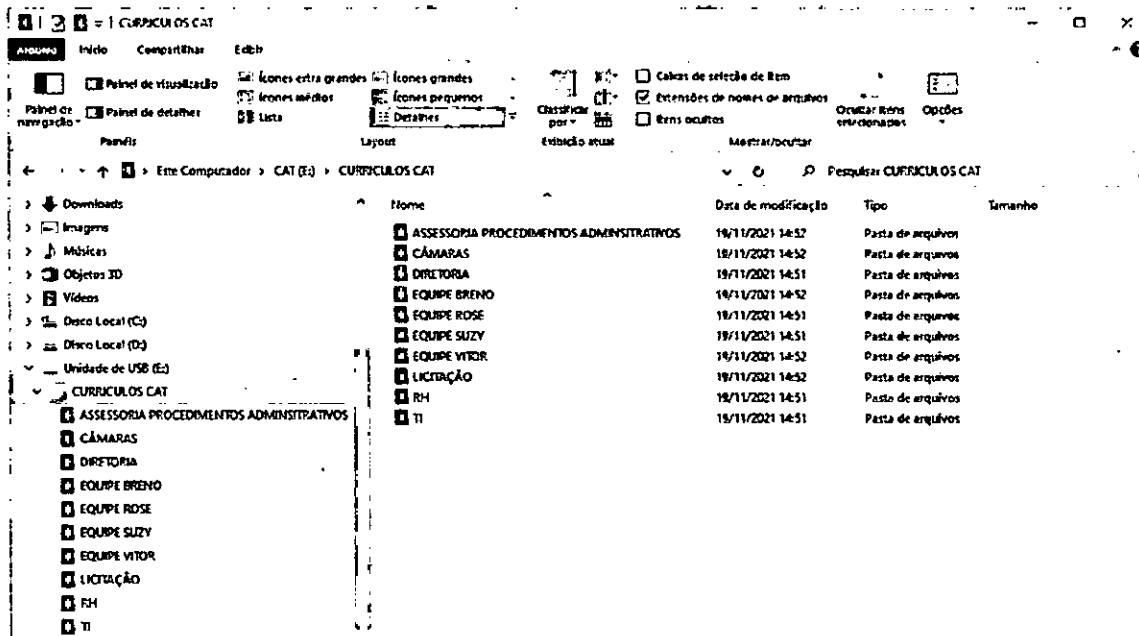 CURRICULOS CAT
Arquivo Início Compartilhar Exibir
Painel de navegação
Painel de visualização
Painel de detalhes
Painéis
Ícones extra grandes Ícones grandes
Ícones médios Ícones pequenos
Lista Detalhes
Layout
Classificar por
Exibição atual
Caixas de seleção de item
Extensões de nomes de arquivos
Itens ocultos
Mostrar/ocultar
Ocultar itens selecionados
Opções
Este Computador > CAT (E:) > CURRICULOS CAT
Pesquisar CURRICULOS CAT
Downloads
Imagens
Músicas
Objetos 3D
Vídeos
Disco Local (C:)
Disco Local (D:)
Unidade de USB (E:)
CURRICULOS CAT
ASSESSORIA PROCEDIMENTOS ADMINSITRATIVOS
CÂMARAS
DIRETORIA
EQUIPE BRENO
EQUIPE ROSE
EQUIPE SUZY
EQUIPE VITOR
LICITAÇÃO
RH
TI
Nome Data de modificação Tipo Tamanho
ASSESSORIA PROCEDIMENTOS ADMINSITRATIVOS 19/11/2021 14:52 Pasta de arquivos
CÂMARAS 19/11/2021 14:52 Pasta de arquivos
DIRETORIA 19/11/2021 14:51 Pasta de arquivos
EQUIPE BRENO 19/11/2021 14:52 Pasta de arquivos
EQUIPE ROSE 19/11/2021 14:51 Pasta de arquivos
EQUIPE SUZY 19/11/2021 14:51 Pasta de arquivos
EQUIPE VITOR 19/11/2021 14:52 Pasta de arquivos
LICITAÇÃO 19/11/2021 14:52 Pasta de arquivos
RH 19/11/2021 14:51 Pasta de arquivos
TI 19/11/2021 14:51 Pasta de arquivos